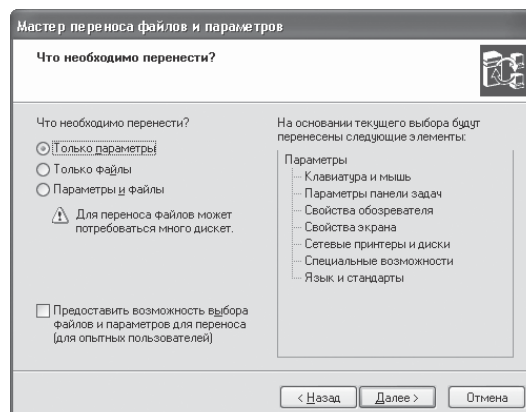 Мастер переноса файлов и параметров
Что необходимо перенести?
Что необходимо перенести?
Только параметры
Только файлы
Параметры и файлы
Для переноса файлов может
потребоваться много дискет.
Предоставить возможность выбора
файлов и параметров для переноса
(для опытных пользователей)
На основании текущего выбора будут
перенесены следующие элементы:
Параметры
Клавиатура и мышь
Параметры панели задач
Свойства обозревателя
Свойства экрана
Сетевые принтеры и диски
Специальные возможности
Язык и стандарты
< Назад
Далее >
Отмена